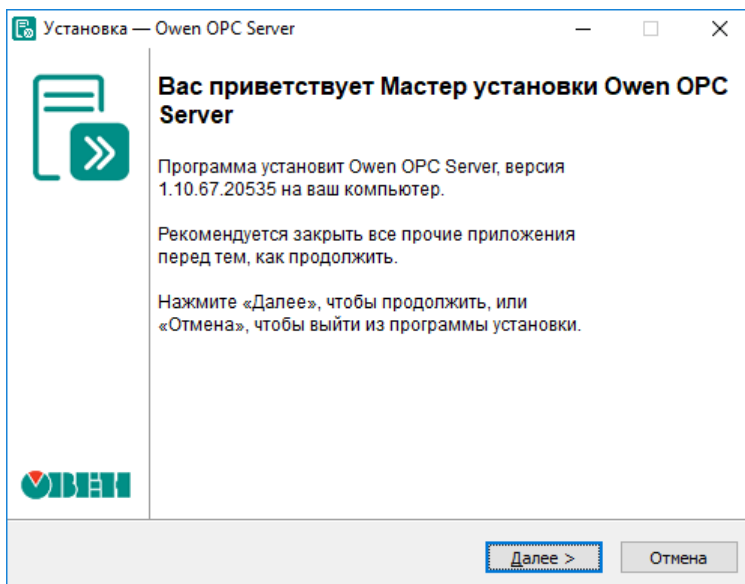 Установка — Owen OPC Server
Вас приветствует Мастер установки Owen OPC
Server
Программа установит Owen OPC Server, версия
1.10.67.20535 на ваш компьютер.
Рекомендуется закрыть все прочие приложения
перед тем, как продолжить.
Нажмите «Далее», чтобы продолжить, или
«Отмена», чтобы выйти из программы установки.
ОВЕН
Далее >
Отмена